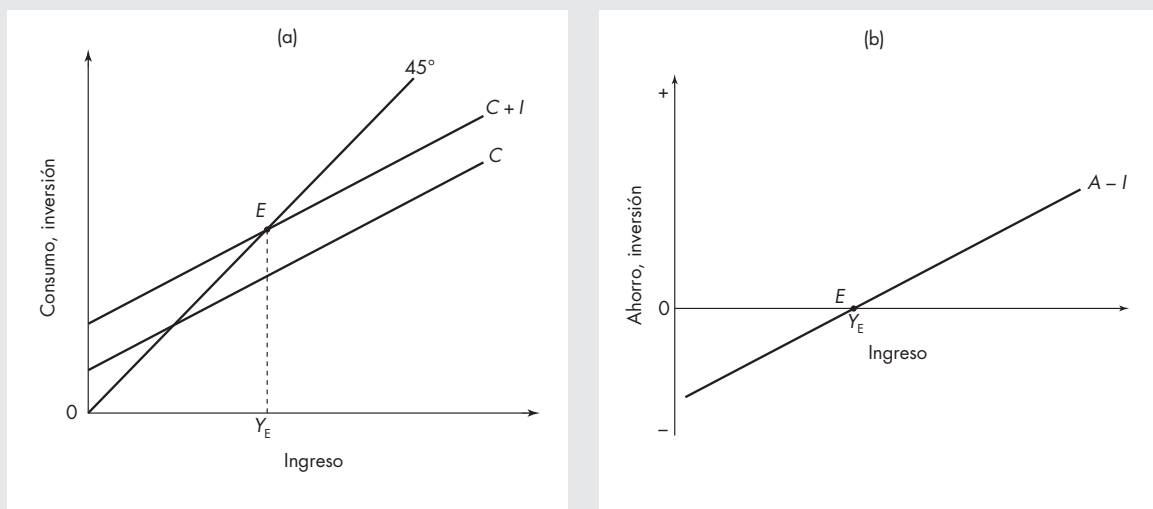 (a)
45°
C + I
C
E
Consumo, inversión
0
Y_E
Ingreso
(b)
+
A – I
Ahorro, inversión
E
0
Y_E
Ingreso
–